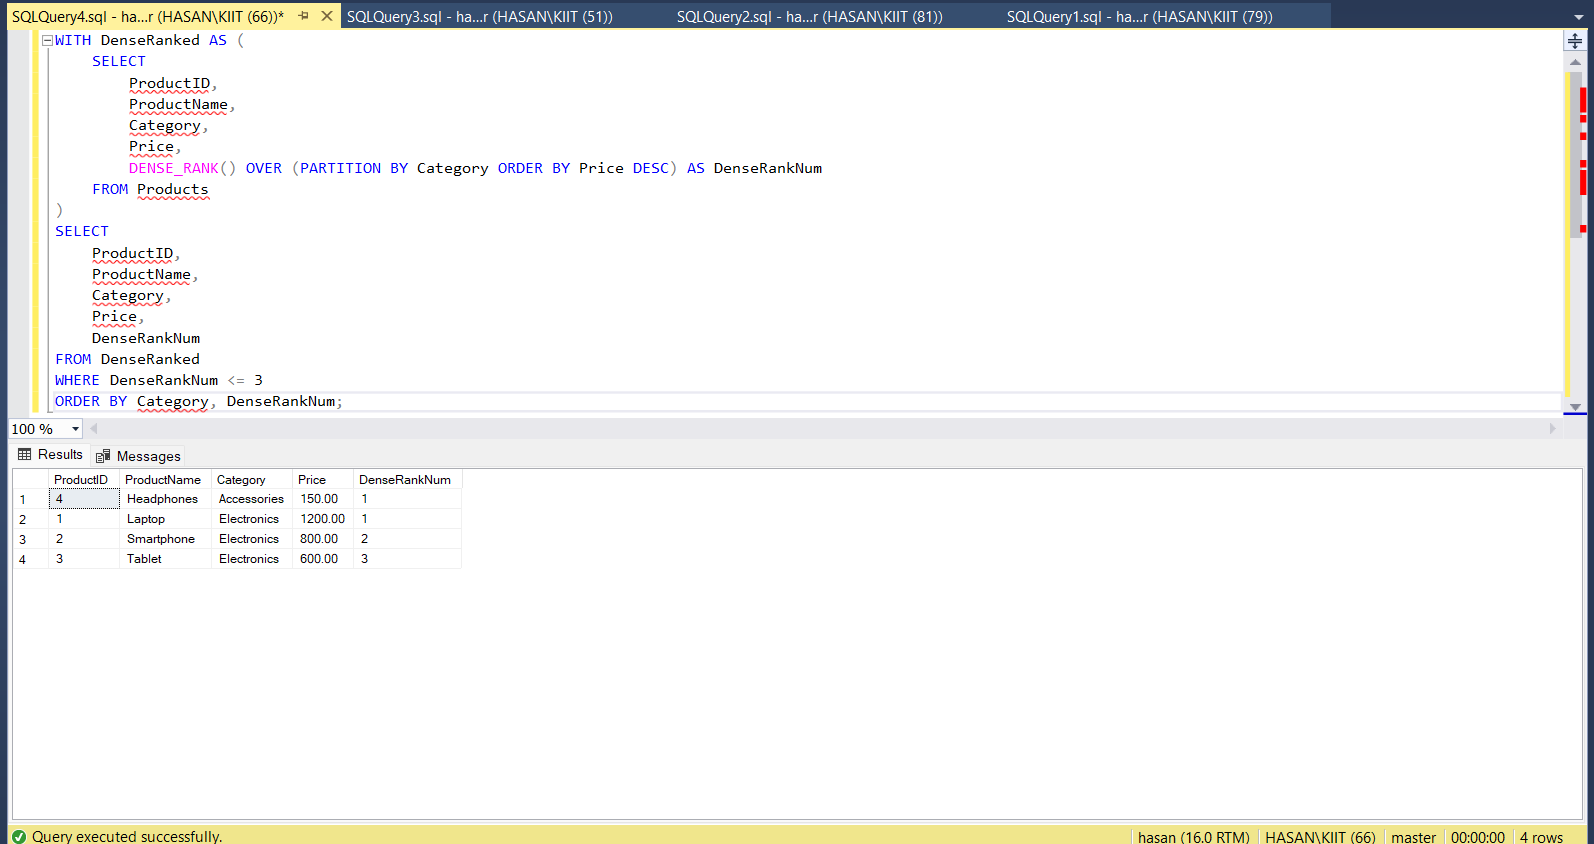 SQLQuery4.sql - ha...r (HASAN\KIIT (66))* SQLQuery3.sql - ha...r (HASAN\KIIT (51)) SQLQuery2.sql - ha...r (HASAN\KIIT (81)) SQLQuery1.sql - ha...r (HASAN\KIIT (79))
WITH DenseRanked AS (
    SELECT
        ProductID,
        ProductName,
        Category,
        Price,
        DENSE_RANK() OVER (PARTITION BY Category ORDER BY Price DESC) AS DenseRankNum
    FROM Products
)
SELECT
    ProductID,
    ProductName,
    Category,
    Price,
    DenseRankNum
FROM DenseRanked
WHERE DenseRankNum <= 3
ORDER BY Category, DenseRankNum;
100 %
Results Messages
ProductID ProductName Category Price DenseRankNum
1 4 Headphones Accessories 150.00 1
2 1 Laptop Electronics 1200.00 1
3 2 Smartphone Electronics 800.00 2
4 3 Tablet Electronics 600.00 3
Query executed successfully. hasan (16.0 RTM) HASAN\KIIT (66) master 00:00:00 4 rows